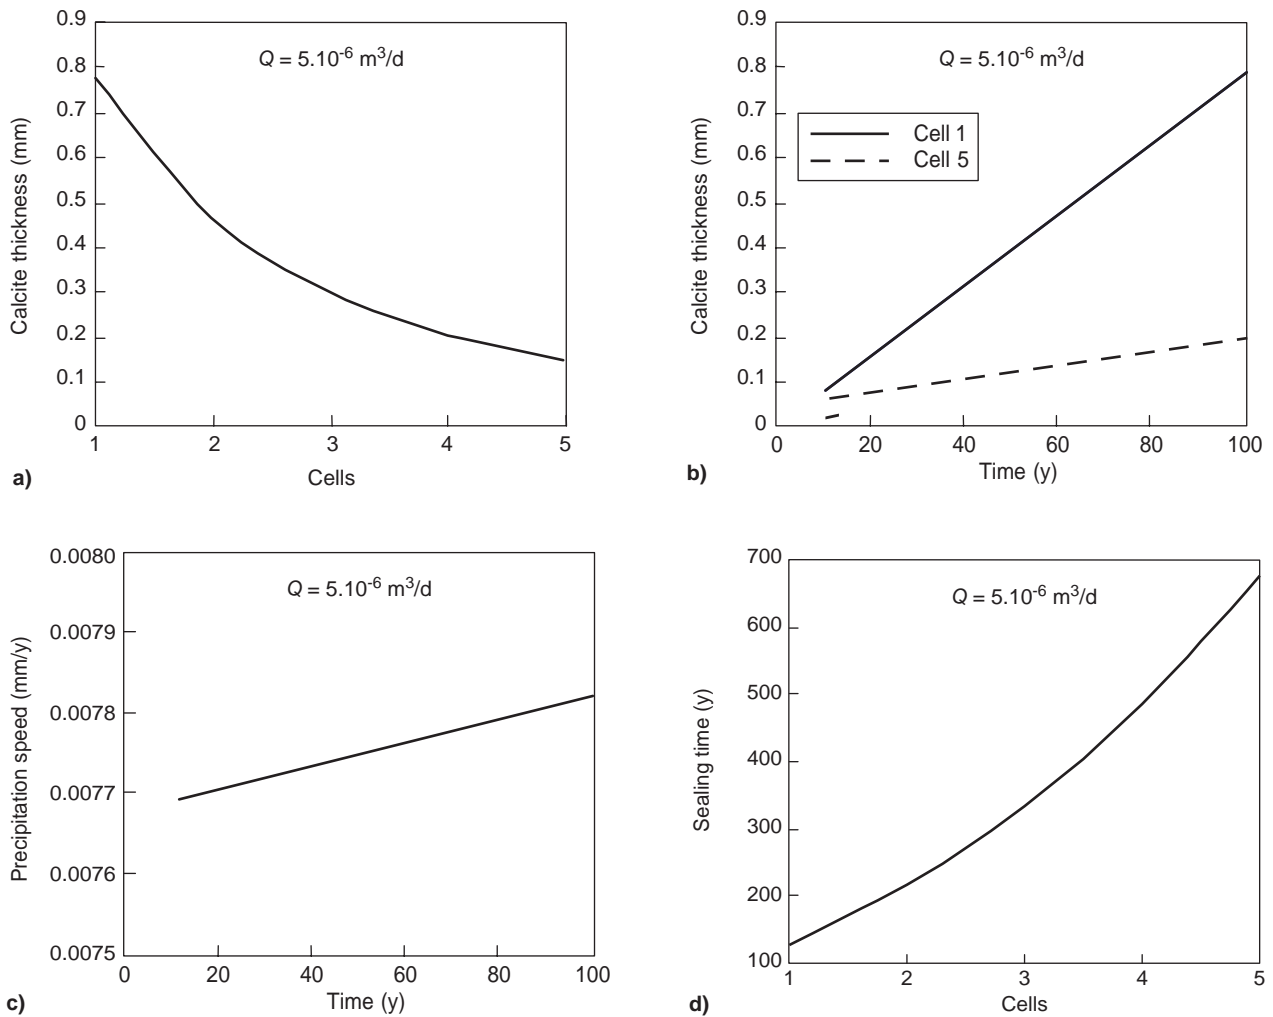 0.9
0.8
0.7
0.6
0.5
0.4
0.3
0.2
0.1
0
Calcite thickness (mm)
Q = 5.10-6 m3/d
1 2 3 4 5
Cells
a)
0.9
0.8
0.7
0.6
0.5
0.4
0.3
0.2
0.1
0
Calcite thickness (mm)
Q = 5.10-6 m3/d
Cell 1
Cell 5
0 20 40 60 80 100
Time (y)
b)
0.0080
0.0079
0.0078
0.0077
0.0076
0.0075
Precipitation speed (mm/y)
Q = 5.10-6 m3/d
0 20 40 60 80 100
Time (y)
c)
700
600
500
400
300
200
100
Sealing time (y)
Q = 5.10-6 m3/d
1 2 3 4 5
Cells
d)